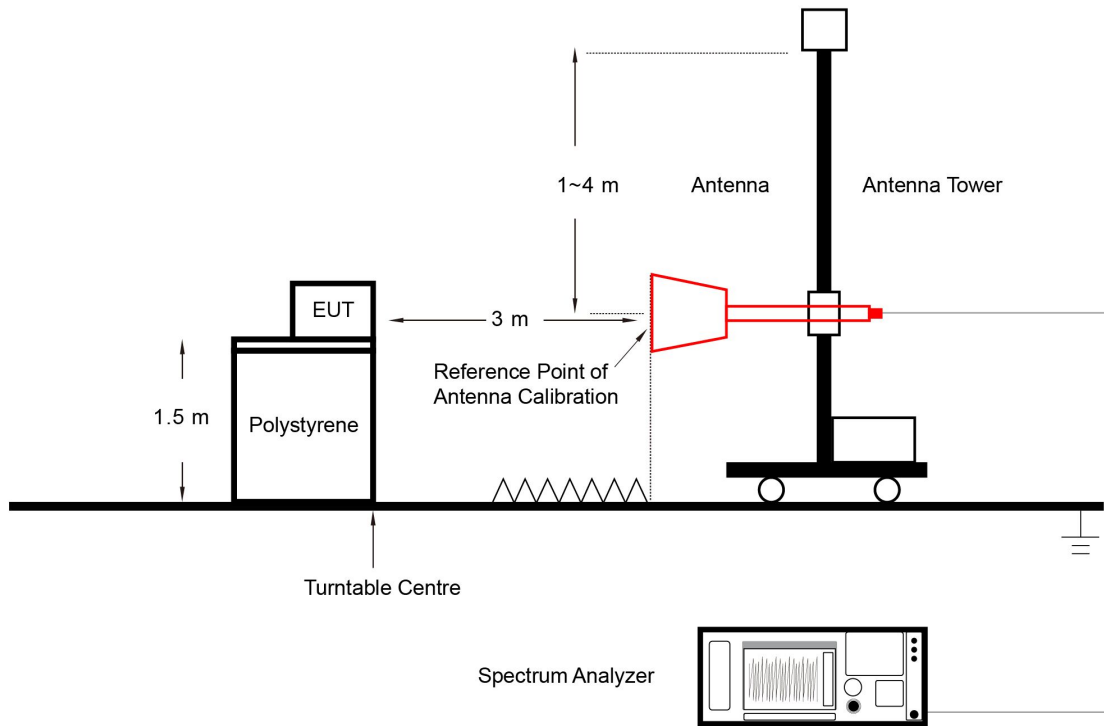 1~4 m
Antenna
Antenna Tower
EUT
3 m
Reference Point of
Antenna Calibration
1.5 m
Polystyrene
Turntable Centre
Spectrum Analyzer